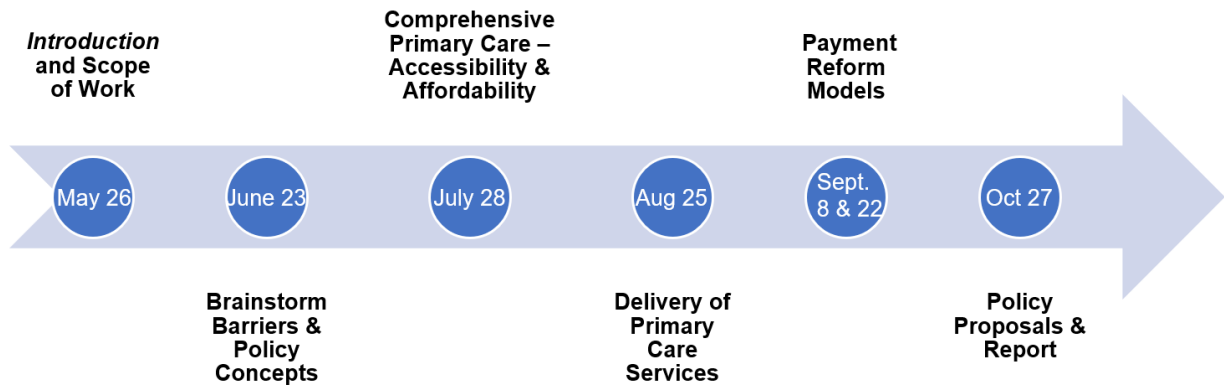 Introduction
and Scope
of Work
Comprehensive
Primary Care –
Accessibility &
Affordability
Payment
Reform
Models
May 26
June 23
July 28
Aug 25
Sept.
8 & 22
Oct 27
Brainstorm
Barriers &
Policy
Concepts
Delivery of
Primary
Care
Services
Policy
Proposals &
Report